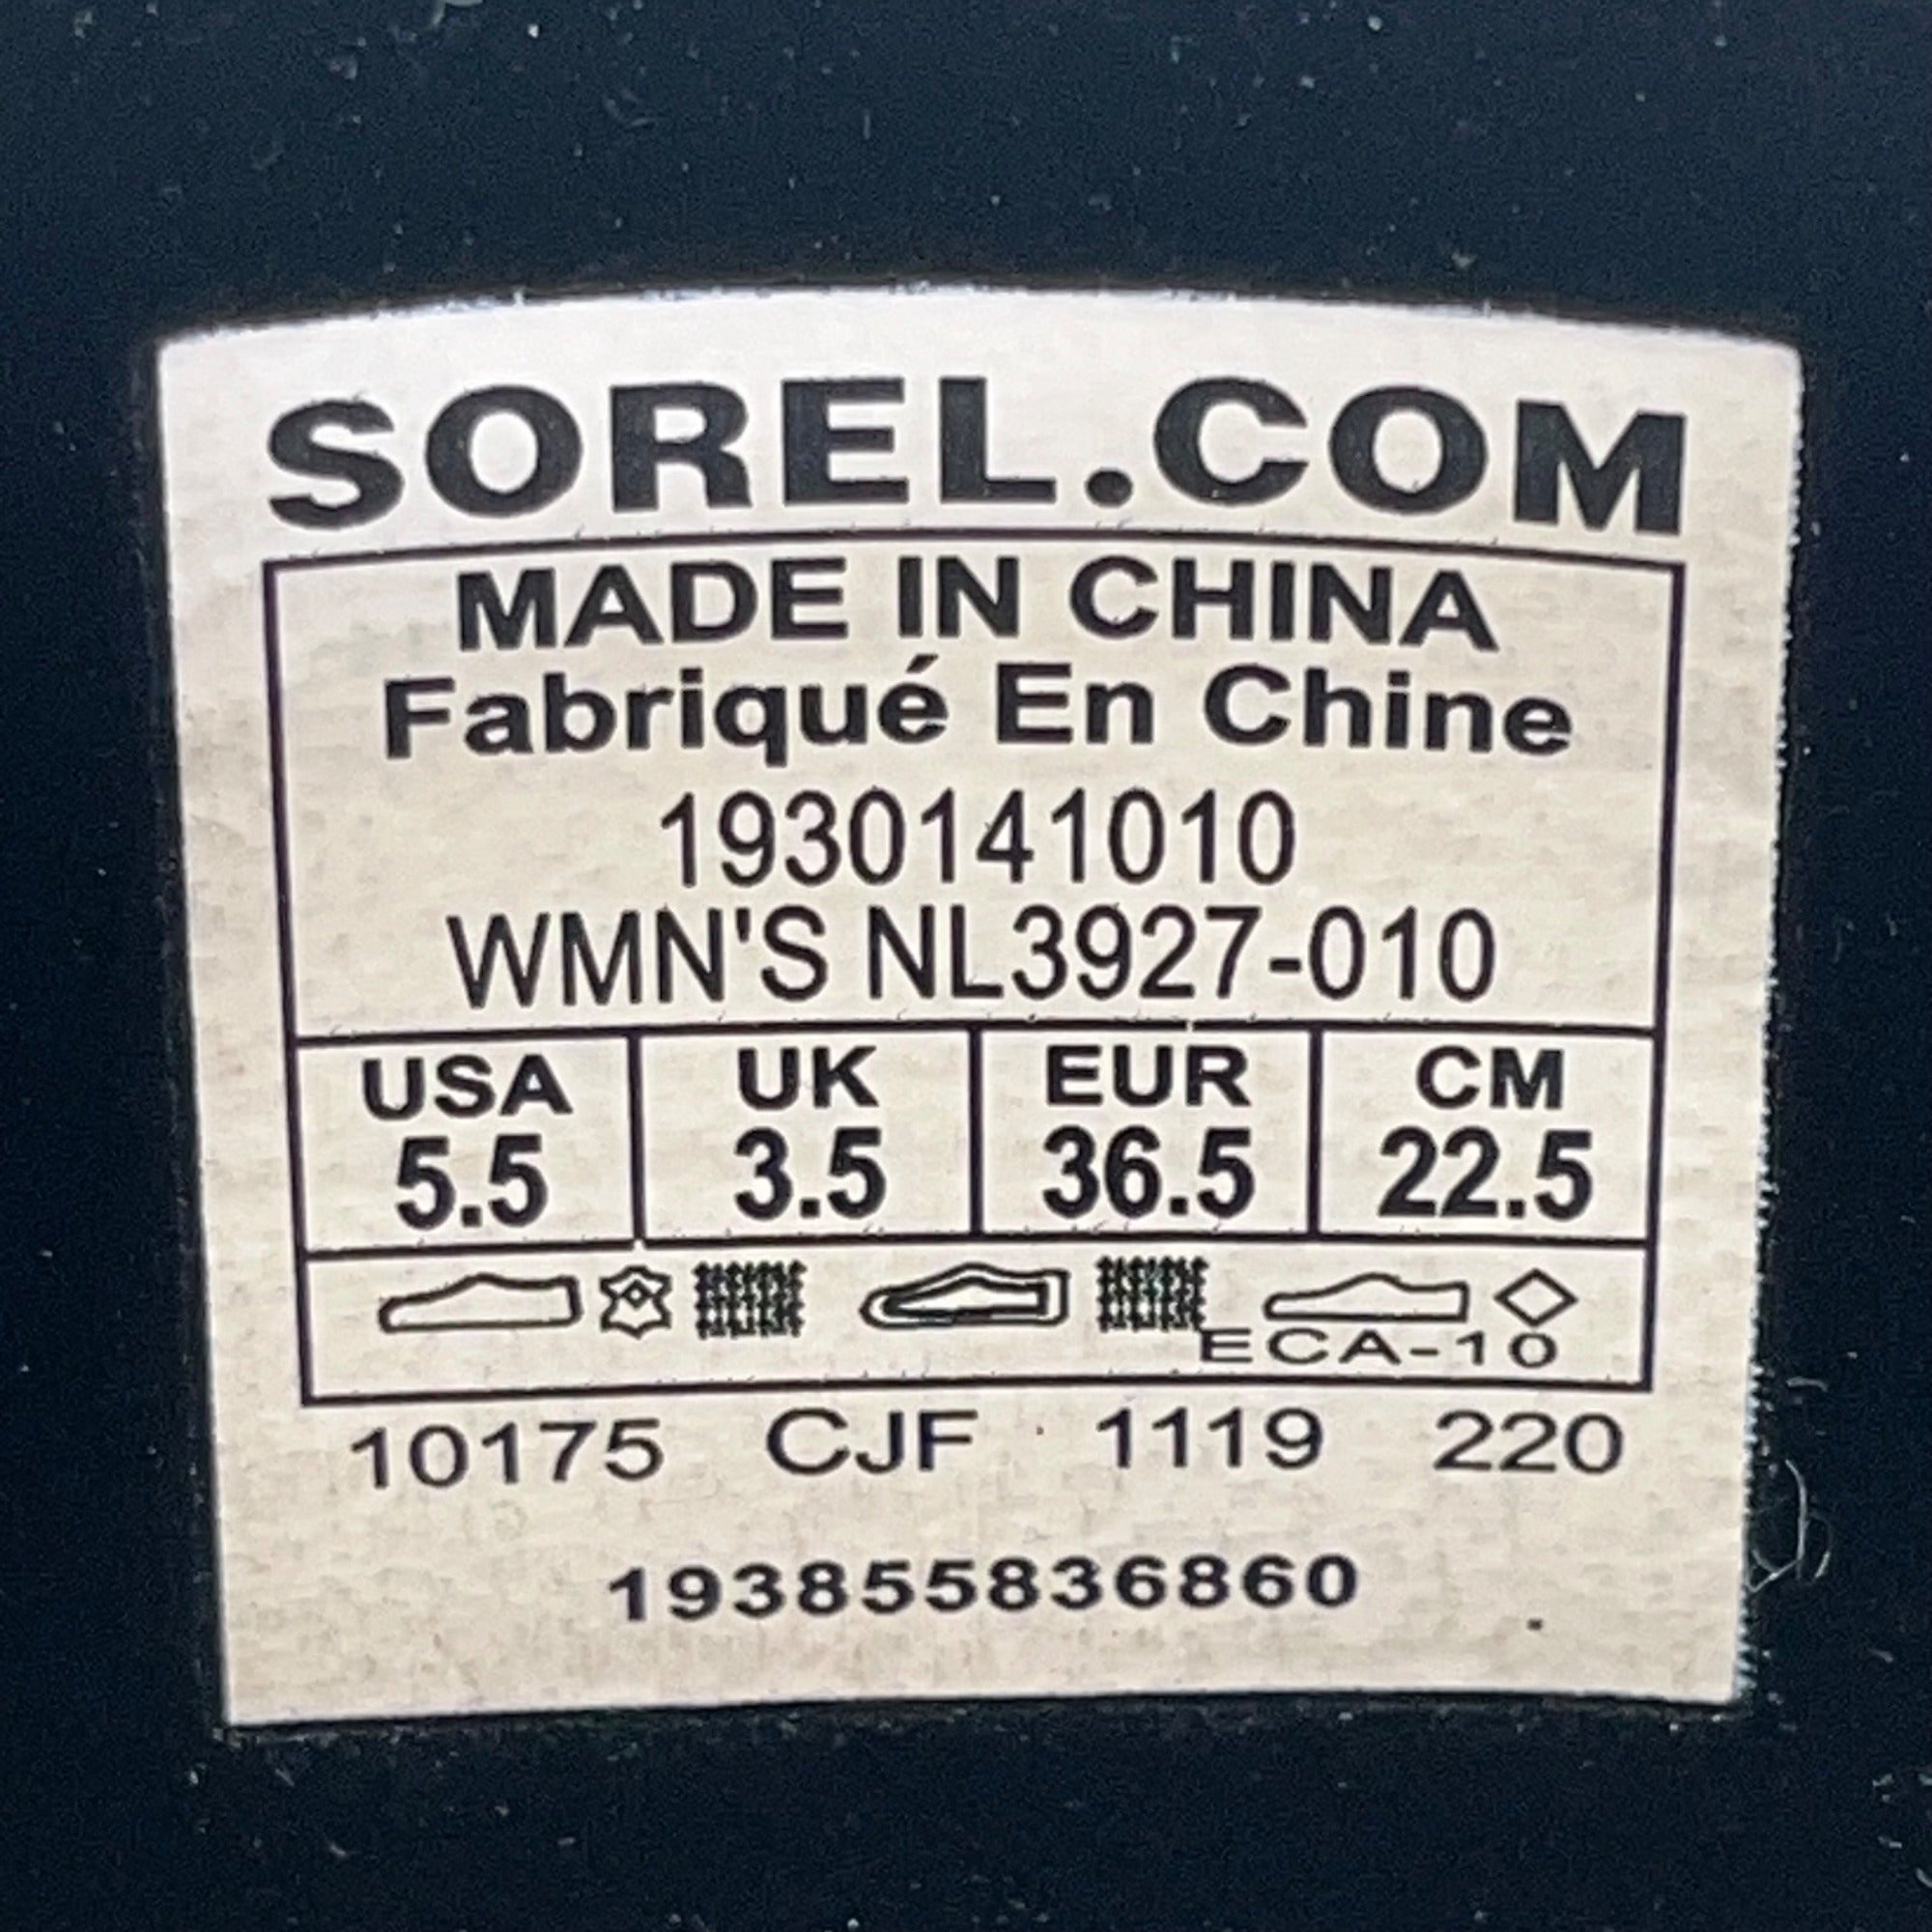 SOREL.COM
MADE IN CHINA
Fabriqué En Chine
1930141010
WMN'S NL3927-010
USA UK EUR CM
5.5 3.5 36.5 22.5
ECA-10
10175 CJF 1119 220
193855836860